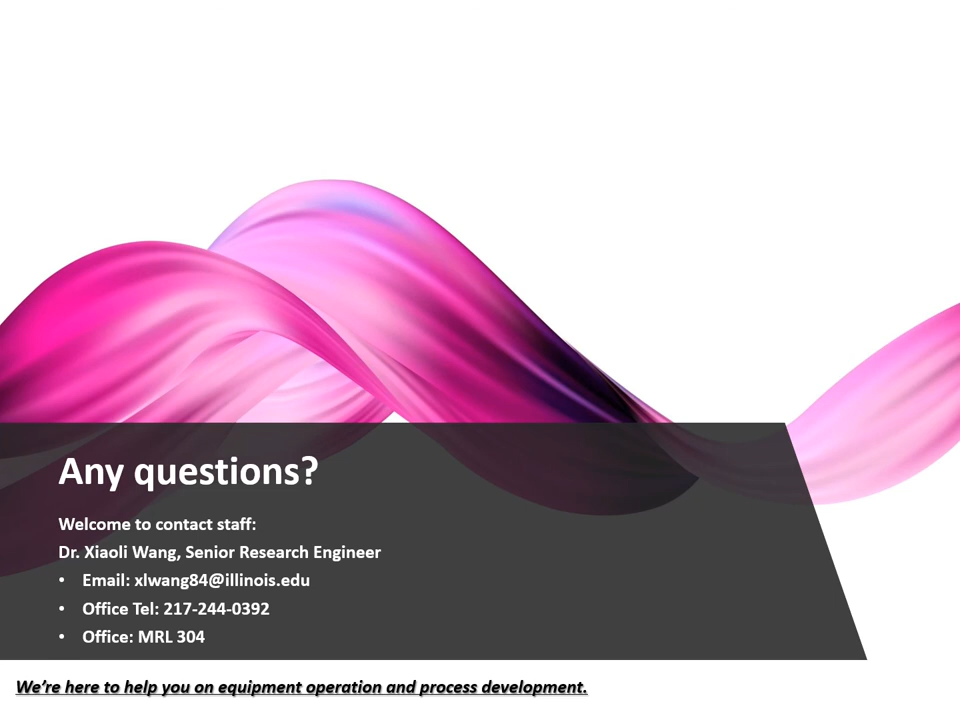 Any questions?
Welcome to contact staff:
Dr. Xiaoli Wang, Senior Research Engineer
• Email: xlwang84@illinois.edu
• Office Tel: 217-244-0392
• Office: MRL 304
We're here to help you on equipment operation and process development.